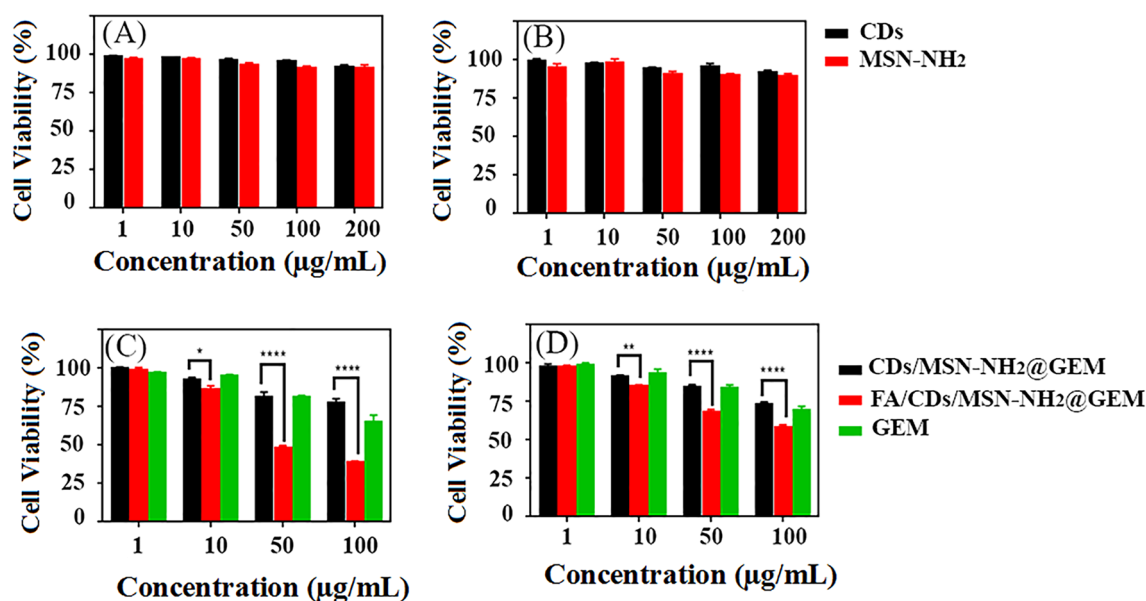 (A)
Cell Viability (%)
100
75
50
25
0
1 10 50 100 200
Concentration (µg/mL)
(B)
Cell Viability (%)
100
75
50
25
0
1 10 50 100 200
Concentration (µg/mL)
CDs
MSN-NH2
(C)
Cell Viability (%)
100
75
50
25
0
* **** ****
1 10 50 100
Concentration (µg/mL)
(D)
Cell Viability (%)
100
75
50
25
0
** **** ****
1 10 50 100
Concentration (µg/mL)
CDs/MSN-NH2@GEM
FA/CDs/MSN-NH2@GEM
GEM